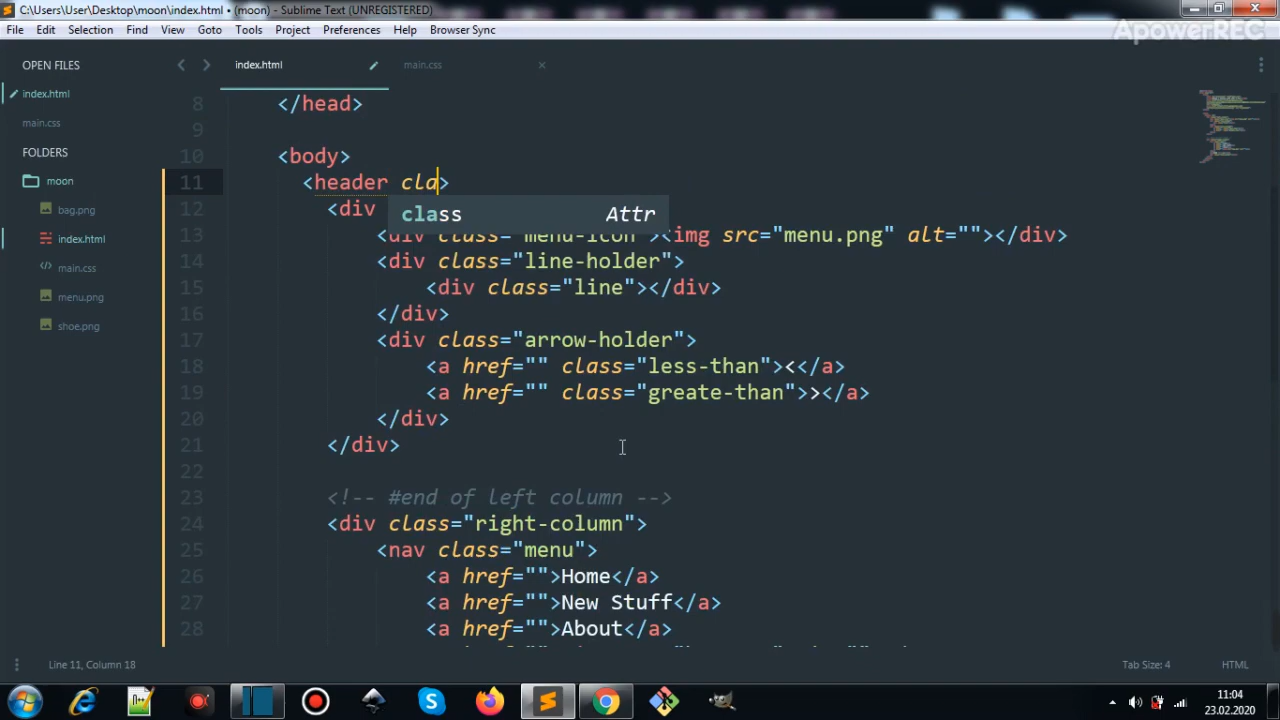 C:\Users\User\Desktop\moon\index.html • (moon) - Sublime Text (UNREGISTERED)
File Edit Selection Find View Goto Tools Project Preferences Help Browser Sync
ApowerREC
OPEN FILES
index.html
main.css
FOLDERS
moon
bag.png
index.html
main.css
menu.png
shoe.png
index.html main.css
8 </head>
9
10 <body>
11 <header cla>
12 <div
class Attr
13 <div class="menu-icon"><img src="menu.png" alt=""></div>
14 <div class="line-holder">
15 <div class="line"></div>
16 </div>
17 <div class="arrow-holder">
18 <a href="" class="less-than"><</a>
19 <a href="" class="greate-than">></a>
20 </div>
21 </div>
22
23 <!-- #end of left column -->
24 <div class="right-column">
25 <nav class="menu">
26 <a href="">Home</a>
27 <a href="">New Stuff</a>
28 <a href="">About</a>
Line 11, Column 18 Tab Size: 4 HTML
11:04
23.02.2020